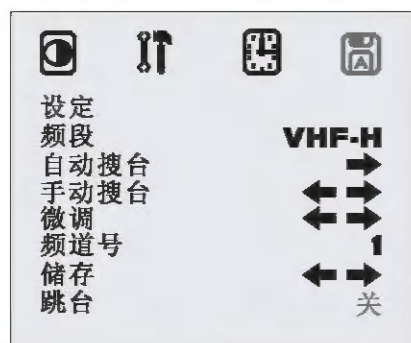 A
设定
频段 VHF-H
自动搜台 ➡
手动搜台 ⬅ ➡
微调 ⬅ ➡
频道号 1
储存 ⬅ ➡
跳台 关